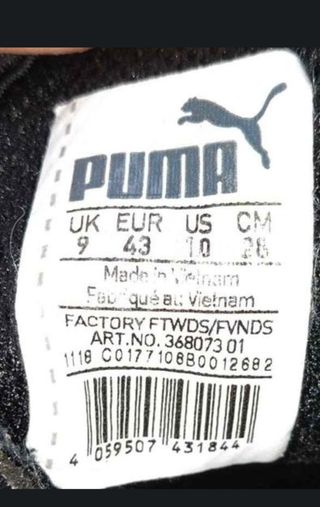 PUMA
UK EUR US CM
9 43 10 28
Made in Vietnam
Fabriqué au Vietnam
FACTORY FTWDS/FVNDS
ART.NO. 368073 01
1118 C0177108B0012682
4 059507 431844